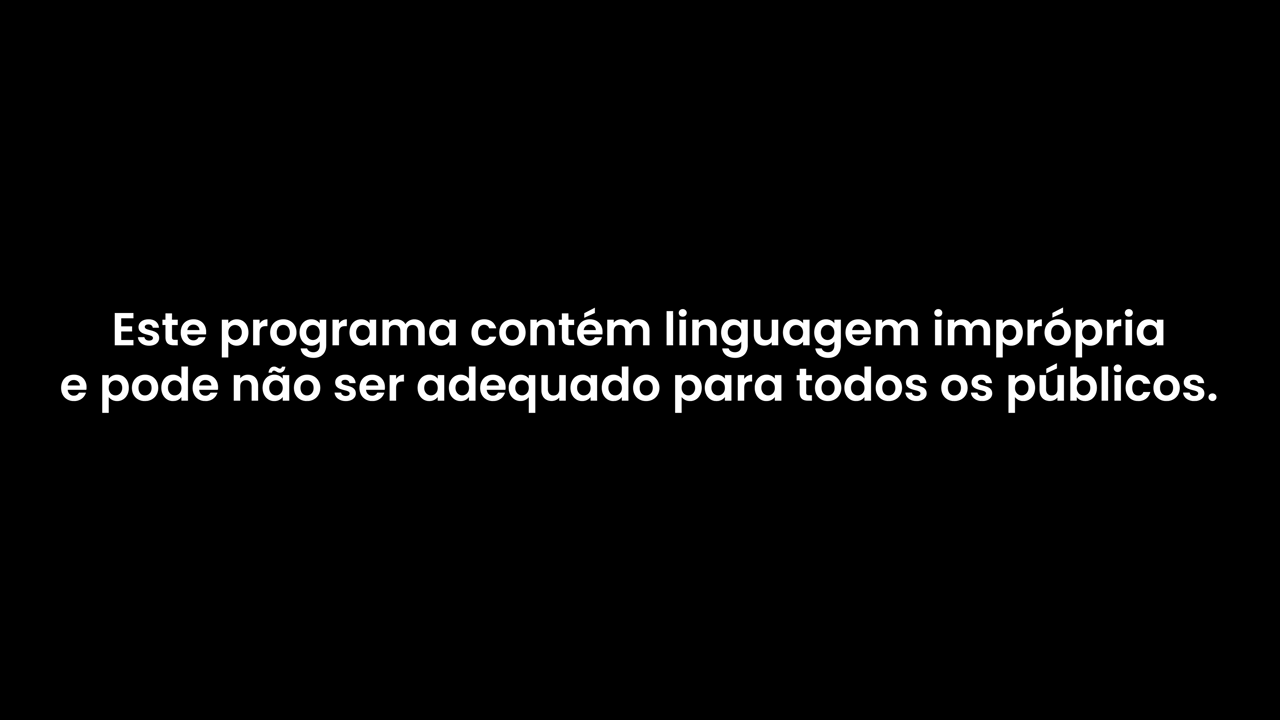 Este programa contém linguagem imprópria
e pode não ser adequado para todos os públicos.